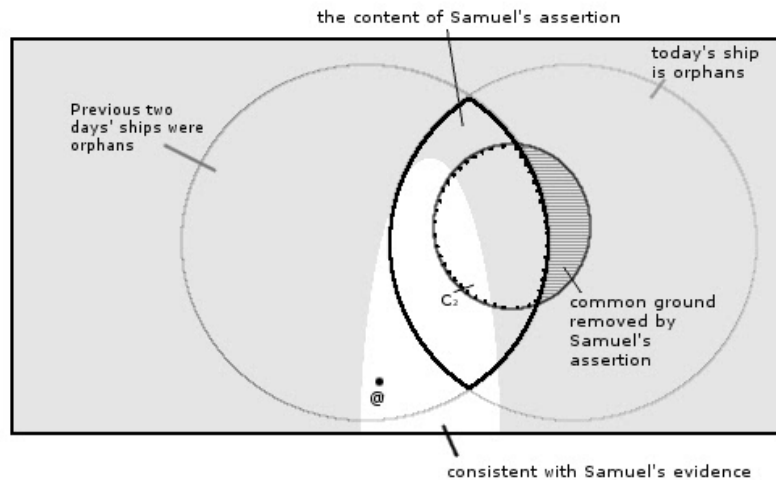 the content of Samuel's assertion
today's ship
is orphans
Previous two
days' ships were
orphans
C₂
common ground
removed by
Samuel's
assertion
@
consistent with Samuel's evidence